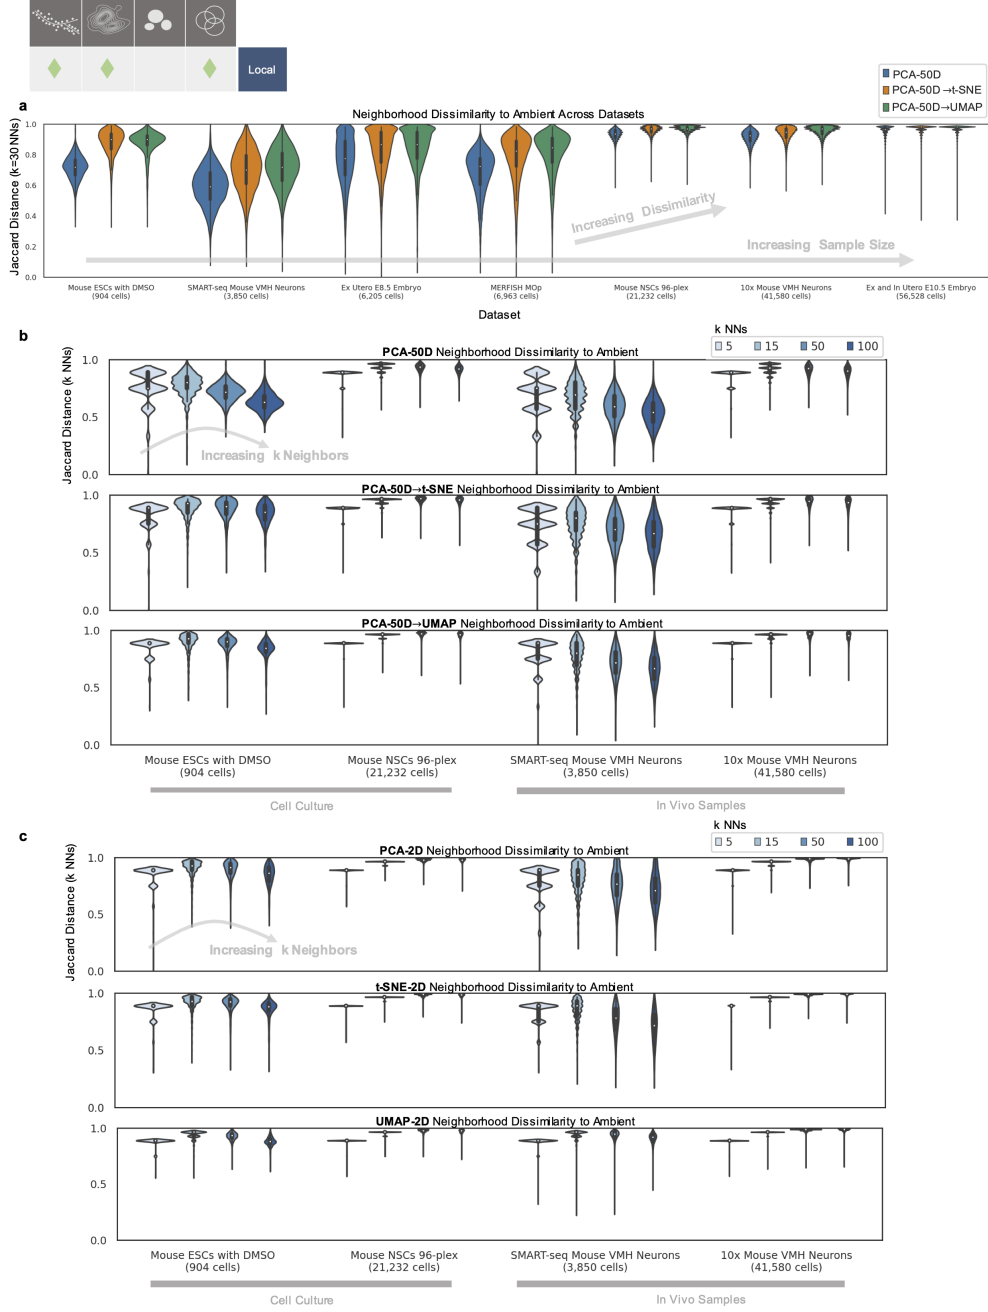 Local
PCA-50D
PCA-50D→t-SNE
PCA-50D→UMAP
a
Neighborhood Dissimilarity to Ambient Across Datasets
Jaccard Distance (k=30 NNs)
1.0
0.8
0.6
0.4
0.2
0.0
Increasing Dissimilarity
Increasing Sample Size
Mouse ESCs with DMSO
(904 cells)
SMART-seq Mouse VMH Neurons
(3,850 cells)
Ex Utero E8.5 Embryo
(6,205 cells)
MERFISH MOp
(6,963 cells)
Mouse NSCs 96-plex
(21,232 cells)
10x Mouse VMH Neurons
(41,580 cells)
Ex and In Utero E10.5 Embryo
(56,528 cells)
Dataset
b
k NNs
5 15 50 100
PCA-50D Neighborhood Dissimilarity to Ambient
Jaccard Distance (k NNs)
1.0
0.5
0.0
Increasing k Neighbors
PCA-50D→t-SNE Neighborhood Dissimilarity to Ambient
1.0
0.5
0.0
PCA-50D→UMAP Neighborhood Dissimilarity to Ambient
1.0
0.5
0.0
Mouse ESCs with DMSO
(904 cells)
Mouse NSCs 96-plex
(21,232 cells)
SMART-seq Mouse VMH Neurons
(3,850 cells)
10x Mouse VMH Neurons
(41,580 cells)
Cell Culture
In Vivo Samples
c
k NNs
5 15 50 100
PCA-2D Neighborhood Dissimilarity to Ambient
Jaccard Distance (k NNs)
1.0
0.5
0.0
Increasing k Neighbors
t-SNE-2D Neighborhood Dissimilarity to Ambient
1.0
0.5
0.0
UMAP-2D Neighborhood Dissimilarity to Ambient
1.0
0.5
0.0
Mouse ESCs with DMSO
(904 cells)
Mouse NSCs 96-plex
(21,232 cells)
SMART-seq Mouse VMH Neurons
(3,850 cells)
10x Mouse VMH Neurons
(41,580 cells)
Cell Culture
In Vivo Samples